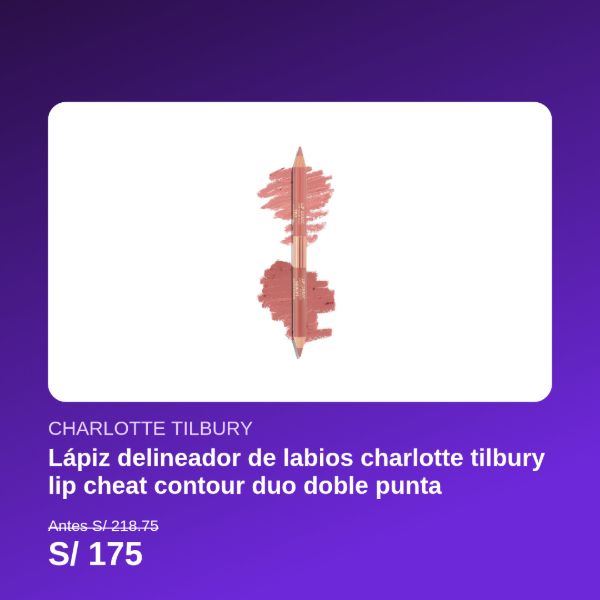 CHARLOTTE TILBURY
Lápiz delineador de labios charlotte tilbury
lip cheat contour duo doble punta
Antes S/ 218.75
S/ 175